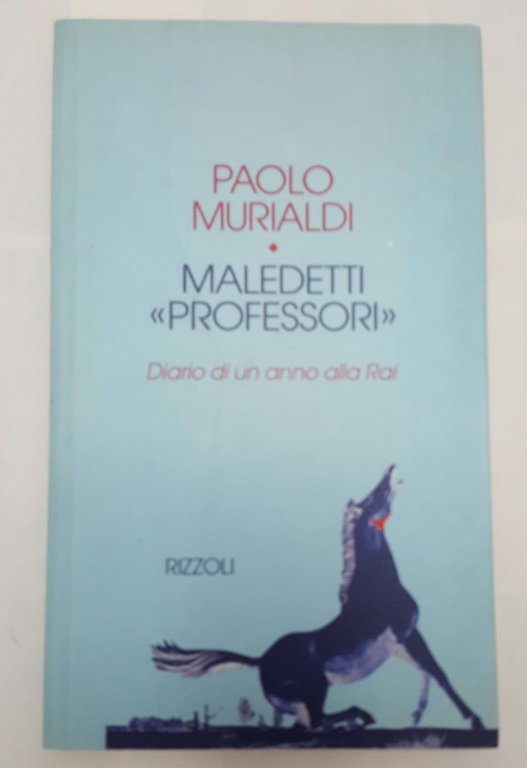 PAOLO
MURIALDI
MALEDETTI
«PROFESSORI»
Diario di un anno alla Rai
RIZZOLI